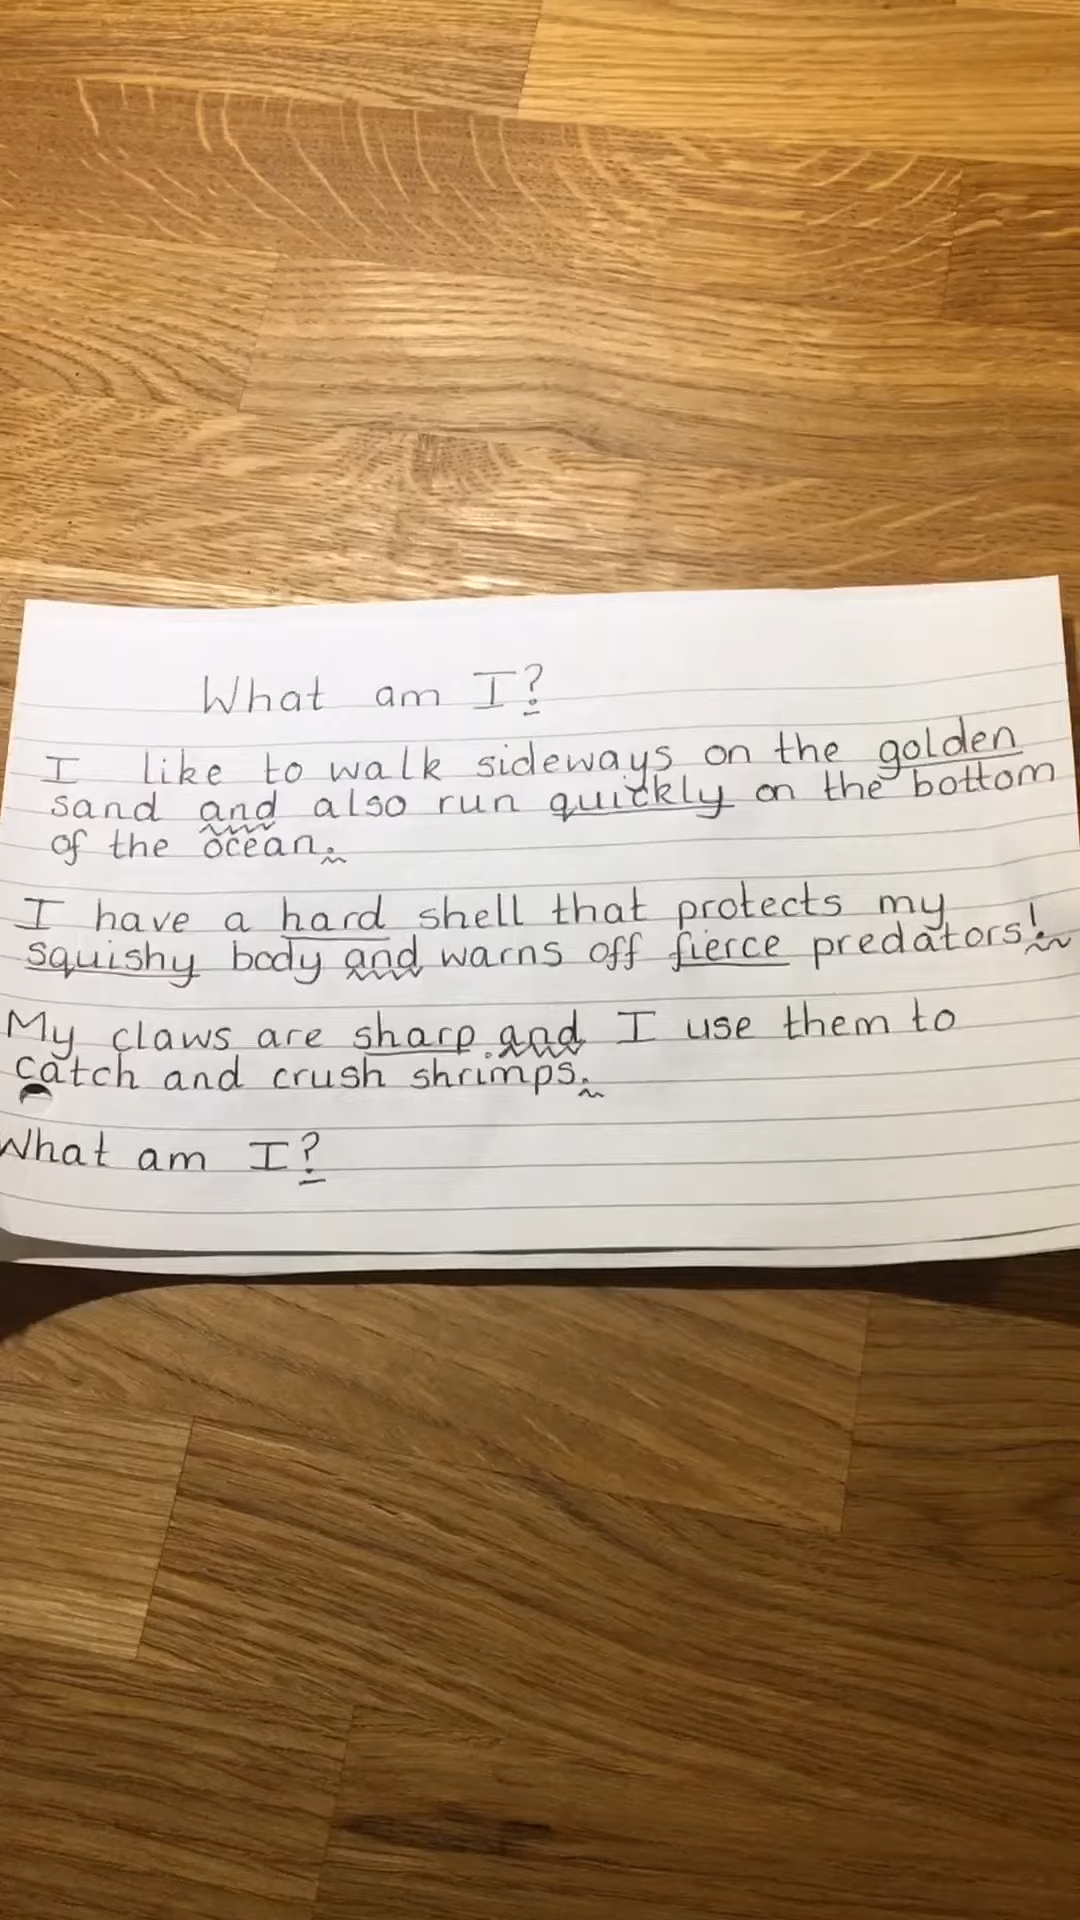 What am I?
I like to walk sideways on the golden
sand and also run quickly on the bottom
of the ocean.
I have a hard shell that protects my
squishy body and warns off fierce predators!
My claws are sharp and I use them to
catch and crush shrimps.
What am I?